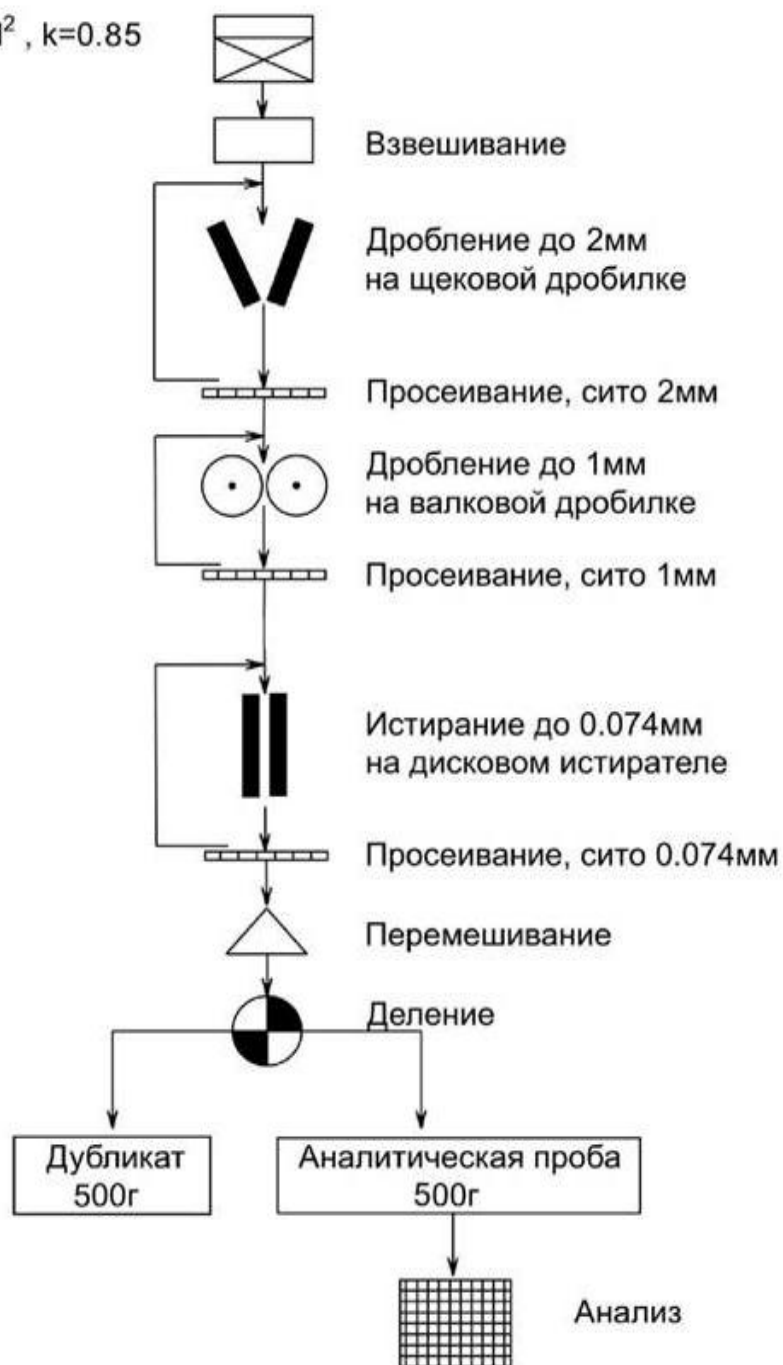 ², k=0.85
Взвешивание
Дробление до 2мм
на щековой дробилке
Просеивание, сито 2мм
Дробление до 1мм
на валковой дробилке
Просеивание, сито 1мм
Истирание до 0.074мм
на дисковом истирателе
Просеивание, сито 0.074мм
Перемешивание
Деление
Дубликат
500г
Аналитическая проба
500г
Анализ